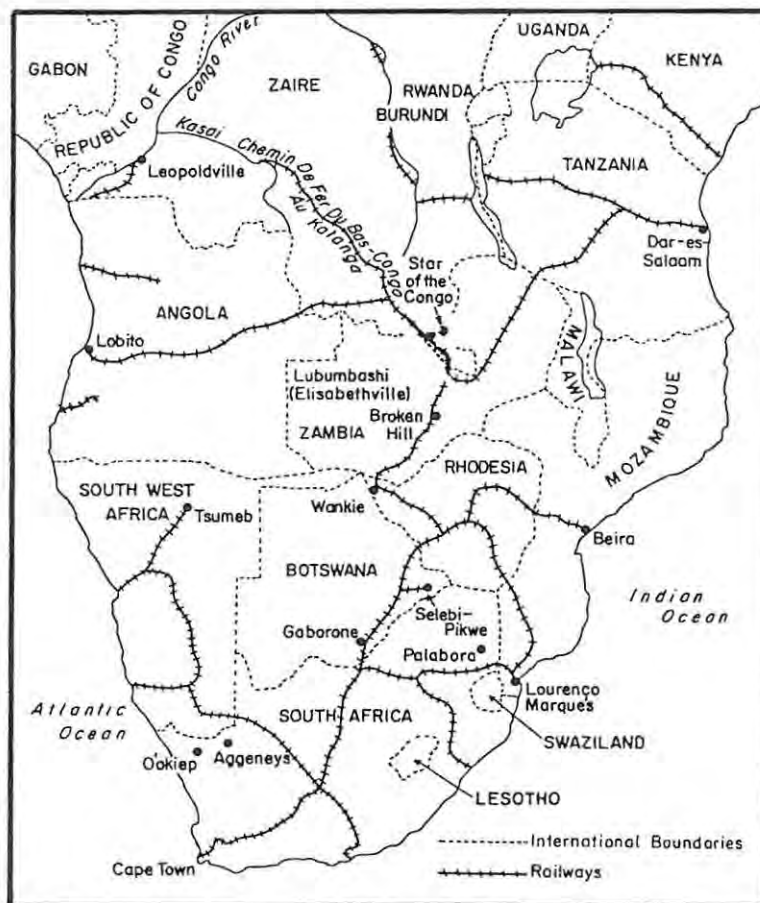 UGANDA
KENYA
GABON
REPUBLIC OF CONGO
Congo River
ZAIRE
RWANDA
BURUNDI
Kasai
Chemin De Fer Du Bas-Congo
Au Katanga
Leopoldville
TANZANIA
Dar-es-
Salaam
Star
of the
Congo
ANGOLA
Lobito
MALAWI
Lubumbashi
(Elisabethville)
Broken
Hill
ZAMBIA
MOZAMBIQUE
RHODESIA
SOUTH WEST
AFRICA
Tsumeb
Wankie
Beira
BOTSWANA
Indian
Ocean
Selebi-
Pikwe
Gaborone
Palabora
Lourenço
Marques
Atlantic
Ocean
SOUTH AFRICA
SWAZILAND
O'okiep
Aggeneys
LESOTHO
International Boundaries
Cape Town
Railways